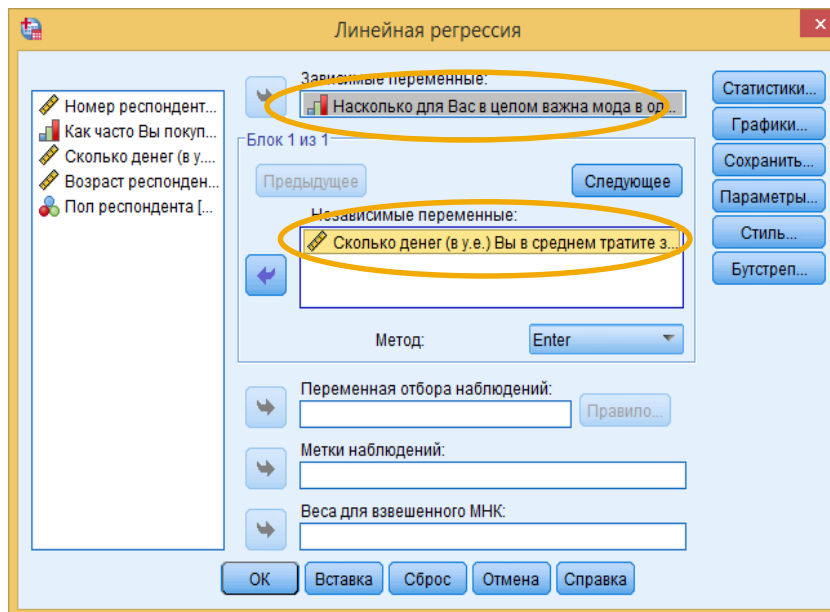 Линейная регрессия
Номер респондент...
Как часто Вы покуп...
Сколько денег (в у....
Возраст респонден...
Пол респондента [...
Зависимые переменные:
Насколько для Вас в целом важна мода в од...
Блок 1 из 1
Предыдущее
Следующее
Независимые переменные:
Сколько денег (в у.е.) Вы в среднем тратите з...
Метод:
Enter
Переменная отбора наблюдений:
Правило...
Метки наблюдений:
Веса для взвешенного МНК:
Статистики...
Графики...
Сохранить...
Параметры...
Стиль...
Бутстреп...
ОК
Вставка
Сброс
Отмена
Справка